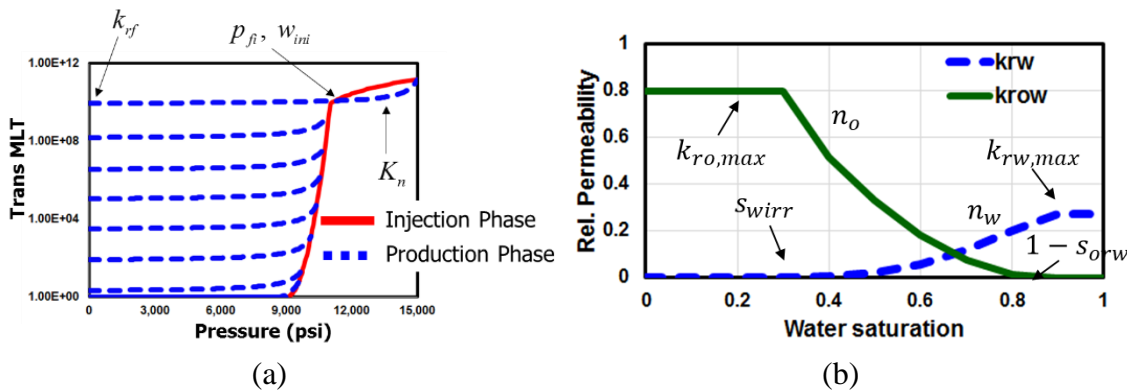 k_rf
p_fi, w_ini
1.00E+12
1.00E+08
1.00E+04
1.00E+00
Trans MLT
K_n
Injection Phase
Production Phase
0 3,000 6,000 9,000 12,000 15,000
Pressure (psi)
(a)
1
0.8
0.6
0.4
0.2
0
Rel. Permeability
krw
krow
n_o
k_ro,max
k_rw,max
s_wirr
n_w
1 − s_orw
0 0.2 0.4 0.6 0.8 1
Water saturation
(b)